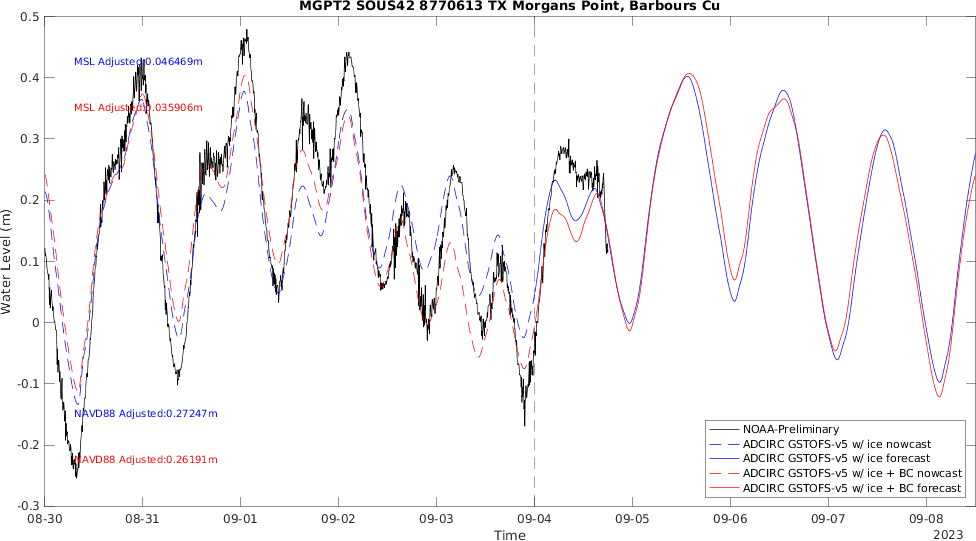 MGPT2 SOUS42 8770613 TX Morgans Point, Barbours Cu
Water Level (m)
0.5
0.4
0.3
0.2
0.1
0
-0.1
-0.2
-0.3
MSL Adjusted:0.046469m
MSL Adjusted:0.035906m
NAVD88 Adjusted:0.27247m
NAVD88 Adjusted:0.26191m
NOAA-Preliminary
ADCIRC GSTOFS-v5 w/ ice nowcast
ADCIRC GSTOFS-v5 w/ ice forecast
ADCIRC GSTOFS-v5 w/ice + BC nowcast
ADCIRC GSTOFS-v5 w/ice + BC forecast
08-30 08-31 09-01 09-02 09-03 09-04 09-05 09-06 09-07 09-08
Time
2023